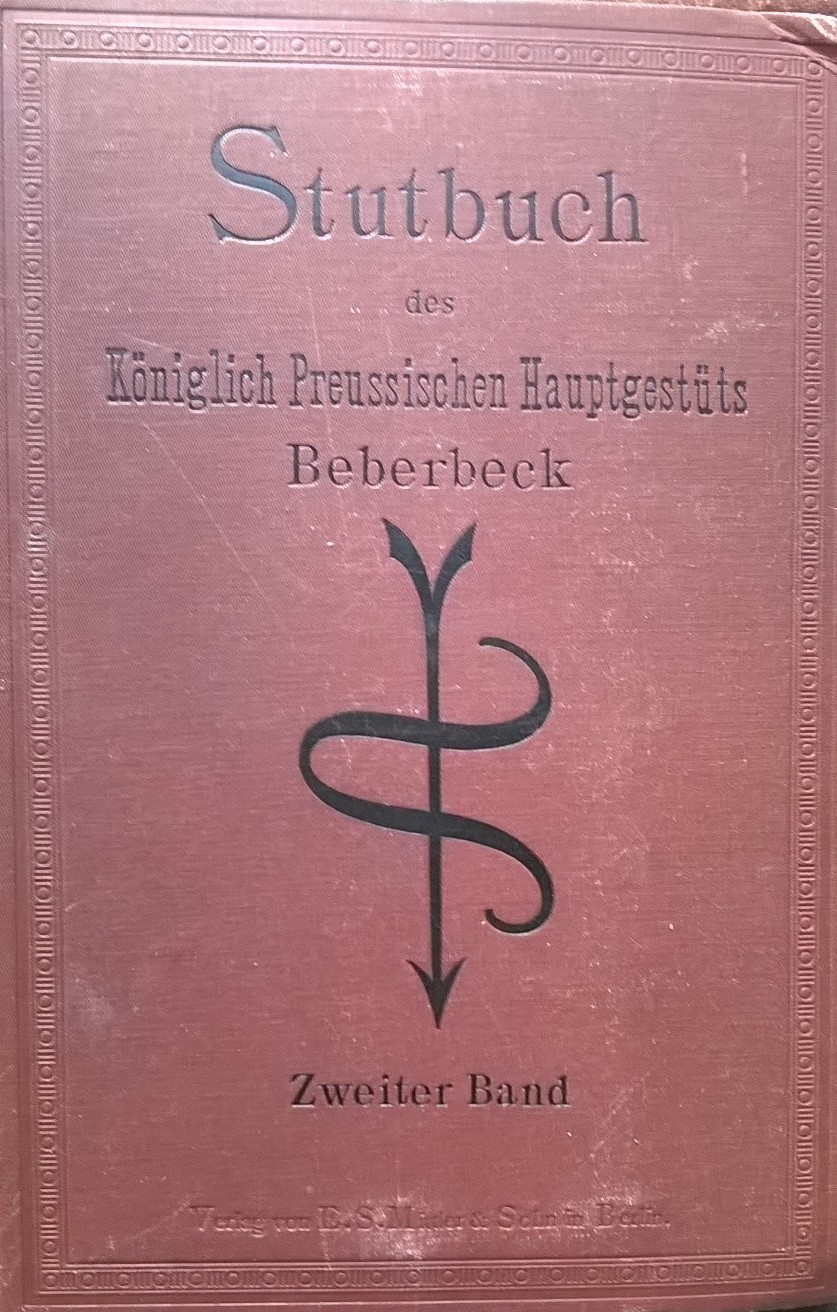 Stutbuch
des
Königlich Preussischen Hauptgestüts
Beberbeck
Zweiter Band
Verlag von E. S. Mittler & Sohn in Berlin.